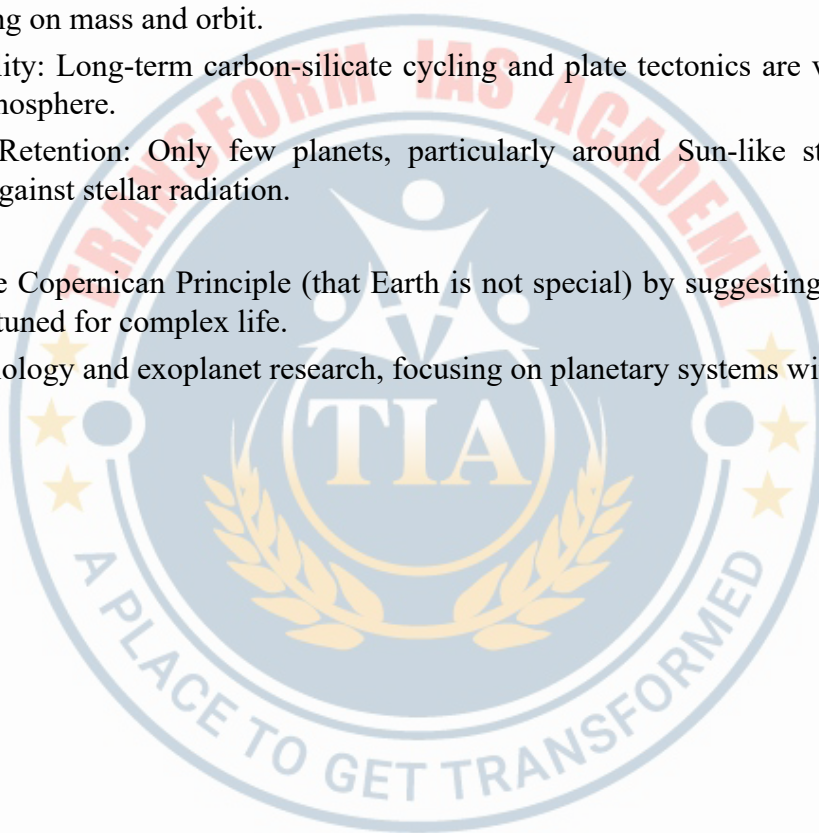 ng on mass and orbit.
lity: Long-term carbon-silicate cycling and plate tectonics are v
nosphere.
Retention: Only few planets, particularly around Sun-like st
against stellar radiation.
e Copernican Principle (that Earth is not special) by suggesting
tuned for complex life.
ology and exoplanet research, focusing on planetary systems wi
TRANSFORM IAS ACADEMY
TIA
A PLACE TO GET TRANSFORMED